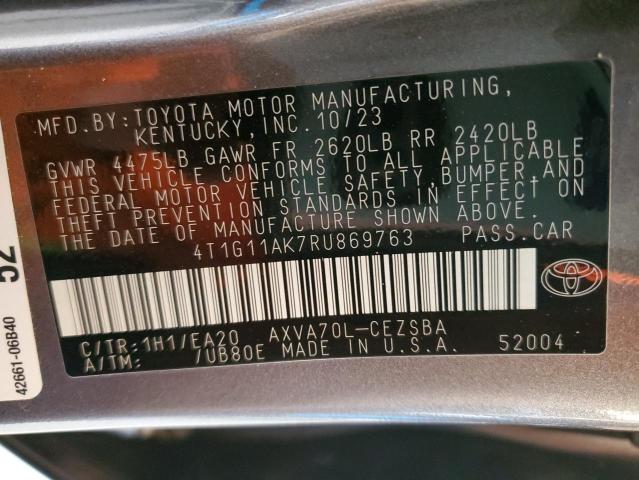 MFD.BY:TOYOTA MOTOR MANUFACTURING,
KENTUCKY,INC.10/23
GVWR 4475LB GAWR FR 2620LB RR 2420LB
THIS VEHICLE CONFORMS TO ALL APPLICABLE
FEDERAL MOTOR VEHICLE SAFETY,BUMPER,AND
THEFT PREVENTION STANDARDS IN EFFECT ON
THE DATE OF MANUFACTURE SHOWN ABOVE.
4T1G11AK7RU869763 PASS.CAR
C/TR:1H1/EA20 AXVA70L-CEZSBA
A/TM: 7UB80E MADE IN U.S.A. 52004
52
42661-06B40